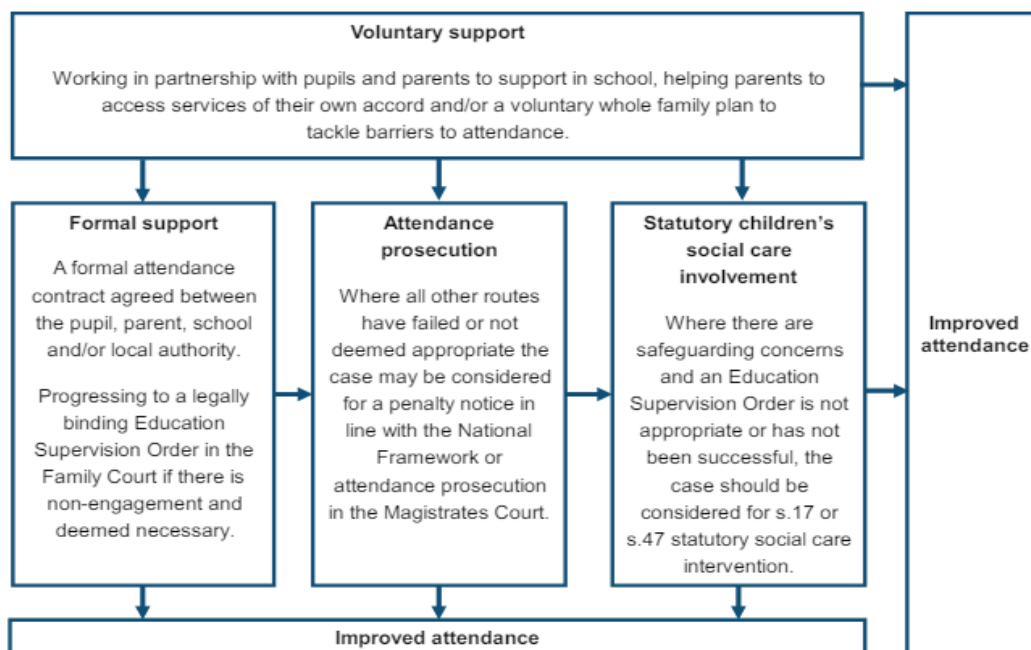 Voluntary support
Working in partnership with pupils and parents to support in school, helping parents to
access services of their own accord and/or a voluntary whole family plan to
tackle barriers to attendance.
Formal support
A formal attendance
contract agreed between
the pupil, parent, school
and/or local authority.
Progressing to a legally
binding Education
Supervision Order in the
Family Court if there is
non-engagement and
deemed necessary.
Attendance
prosecution
Where all other routes
have failed or not
deemed appropriate the
case may be considered
for a penalty notice in
line with the National
Framework or
attendance prosecution
in the Magistrates Court.
Statutory children's
social care
involvement
Where there are
safeguarding concerns
and an Education
Supervision Order is not
appropriate or has not
been successful, the
case should be
considered for s.17 or
s.47 statutory social care
intervention.
Improved
attendance
Improved attendance